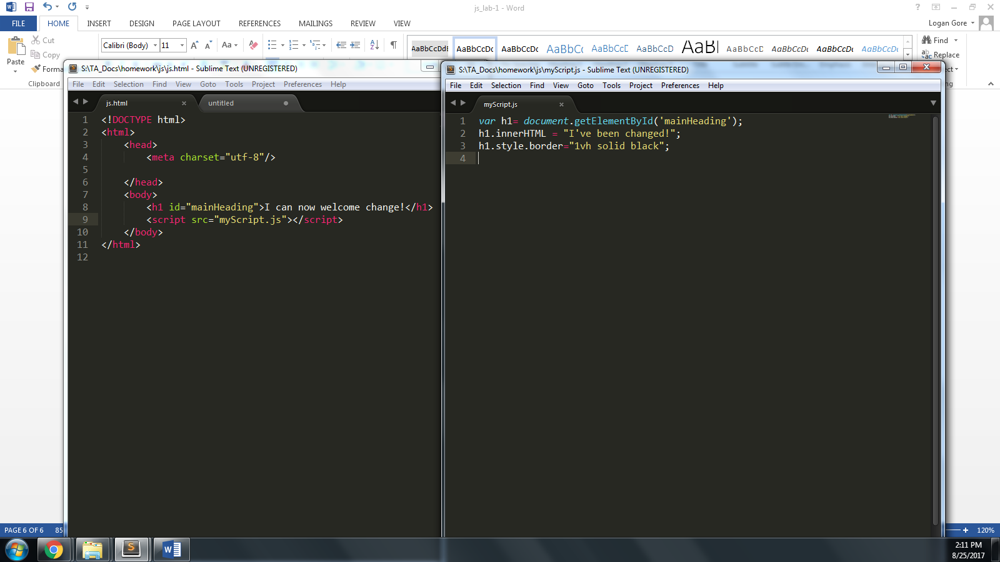 js_lab-1 - Word
FILE HOME INSERT DESIGN PAGE LAYOUT REFERENCES MAILINGS REVIEW VIEW
Logan Gore
Paste
Cut
Copy
Forma
Clipboard
Calibri (Body) 11
Aa
AaBbCcDdE AaBbCcDc AaBbCcDc AaBbCc AaBbCcD AaBbCcD AaBl AaBbCcD AaBbCcDc AaBbCcDc AaBbCcDc
Find
Replace
S:\TA_Docs\homework\js\js.html - Sublime Text (UNREGISTERED)
File Edit Selection Find View Goto Tools Project Preferences Help
js.html
untitled
1 <!DOCTYPE html>
2 <html>
3 <head>
4 <meta charset="utf-8"/>
5
6 </head>
7 <body>
8 <h1 id="mainHeading">I can now welcome change!</h1>
9 <script src="myScript.js"></script>
10 </body>
11 </html>
12
S:\TA_Docs\homework\js\myScript.js - Sublime Text (UNREGISTERED)
File Edit Selection Find View Goto Tools Project Preferences Help
myScript.js
1 var h1= document.getElementById('mainHeading');
2 h1.innerHTML = "I've been changed!";
3 h1.style.border="1vh solid black";
4
PAGE 6 OF 6 85
120%
2:11 PM
8/25/2017